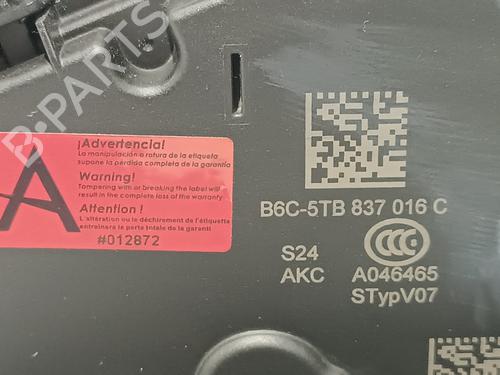 B-PARTS
A
¡Advertencia!
La manipulación o rotura de la etiqueta
supone la pérdida completa de la garantía
Warning!
Tampering with or breaking the label will
result in the complete loss of the warranty
Attention !
L'altération ou le déchirement de l'étiquette
entraînera la perte totale de la garantie
#012872
B6C-5TB 837 016 C
S24
AKC
CCC
A046465
STypV07